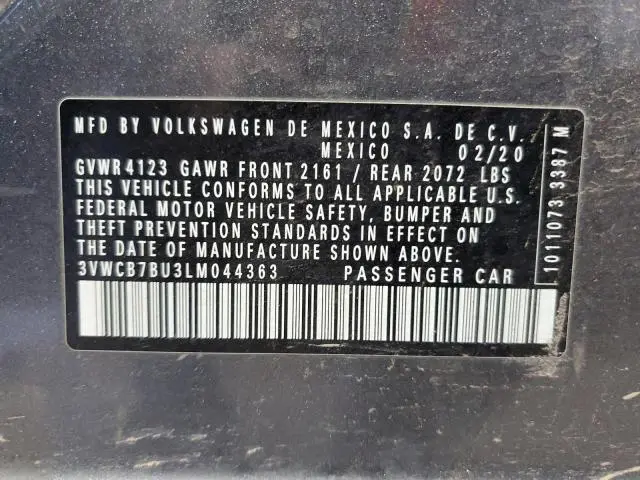 MFD BY VOLKSWAGEN DE MEXICO S.A. DE C.V.
MEXICO 02/20
GVWR 4123 GAWR FRONT 2161 / REAR 2072 LBS
THIS VEHICLE CONFORMS TO ALL APPLICABLE U.S.
FEDERAL MOTOR VEHICLE SAFETY, BUMPER AND
THEFT PREVENTION STANDARDS IN EFFECT ON
THE DATE OF MANUFACTURE SHOWN ABOVE.
3VWCB7BU3LM044363 PASSENGER CAR
1011073 3387 M